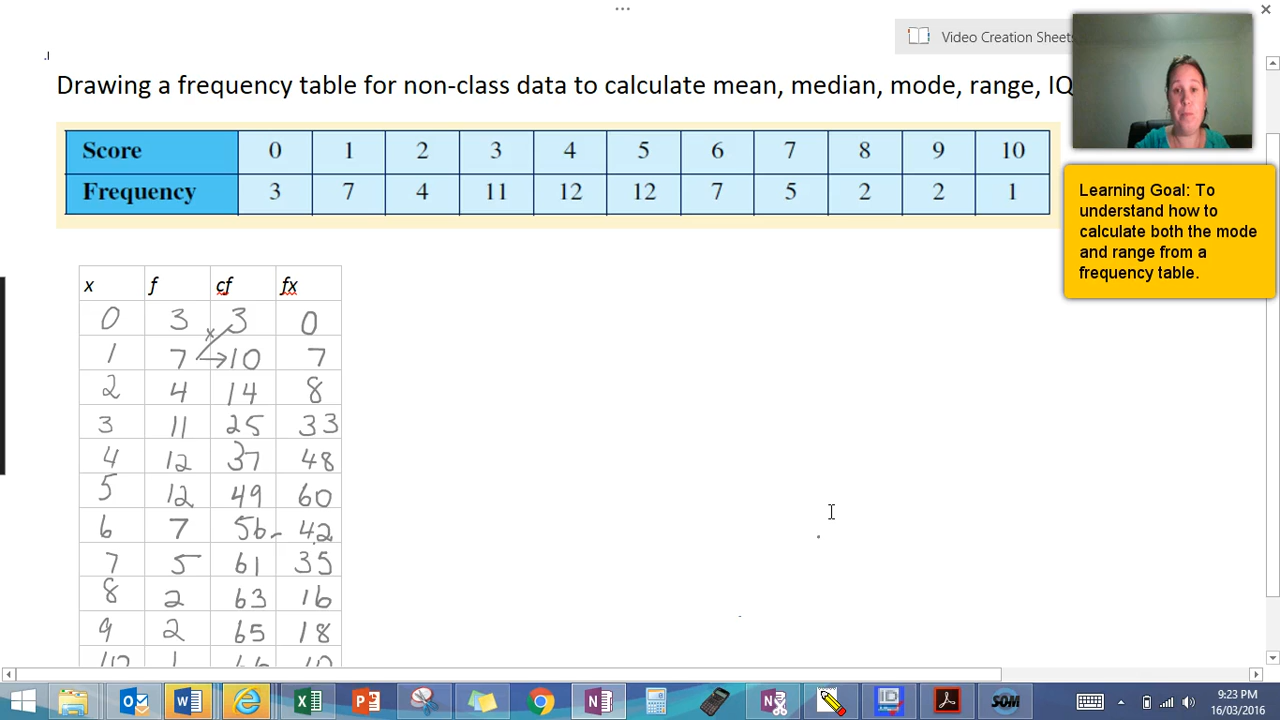 Video Creation Sheets
Drawing a frequency table for non-class data to calculate mean, median, mode, range, IQ
Score 0 1 2 3 4 5 6 7 8 9 10
Frequency 3 7 4 11 12 12 7 5 2 2 1
Learning Goal: To
understand how to
calculate both the mode
and range from a
frequency table.
x f cf fx
0 3 3 0
1 7 10 7
2 4 14 8
3 11 25 33
4 12 37 48
5 12 49 60
6 7 56 42
7 5 61 35
8 2 63 16
9 2 65 18
10 1 66 10
9:23 PM
16/03/2016